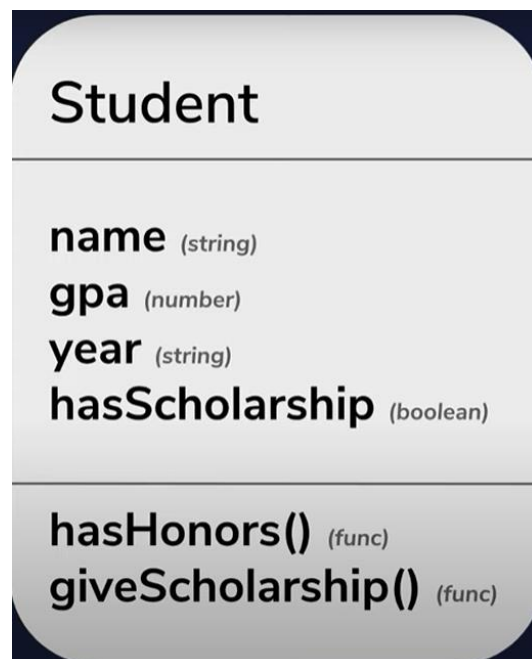 Student
name (string)
gpa (number)
year (string)
hasScholarship (boolean)
hasHonors() (func)
giveScholarship() (func)